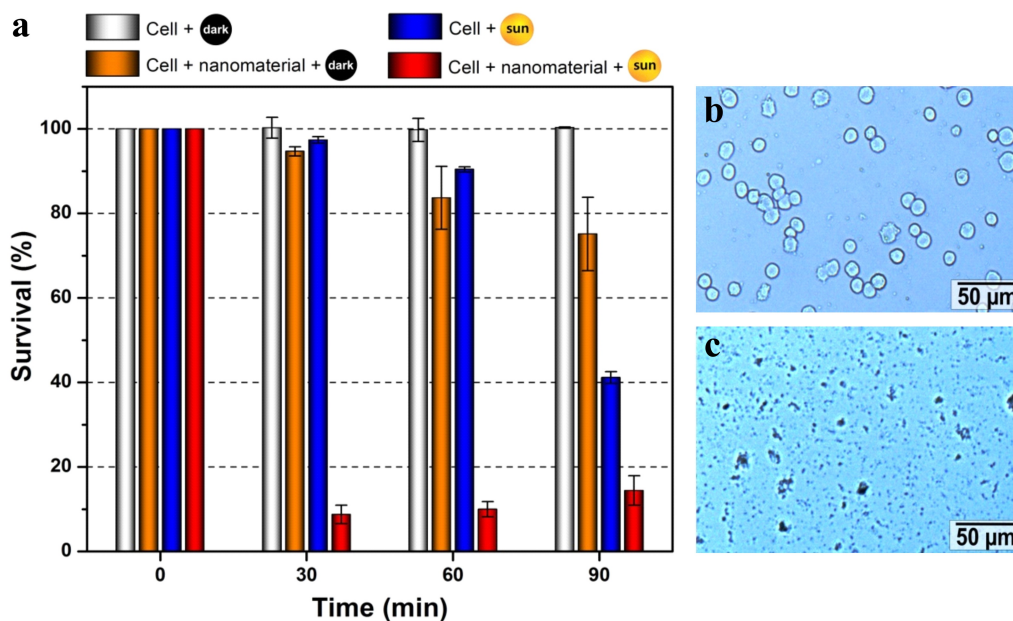 a
Cell + dark
Cell + sun
Cell + nanomaterial + dark
Cell + nanomaterial + sun
Survival (%)
100
80
60
40
20
0
0 30 60 90
Time (min)
b
50 μm
c
50 μm